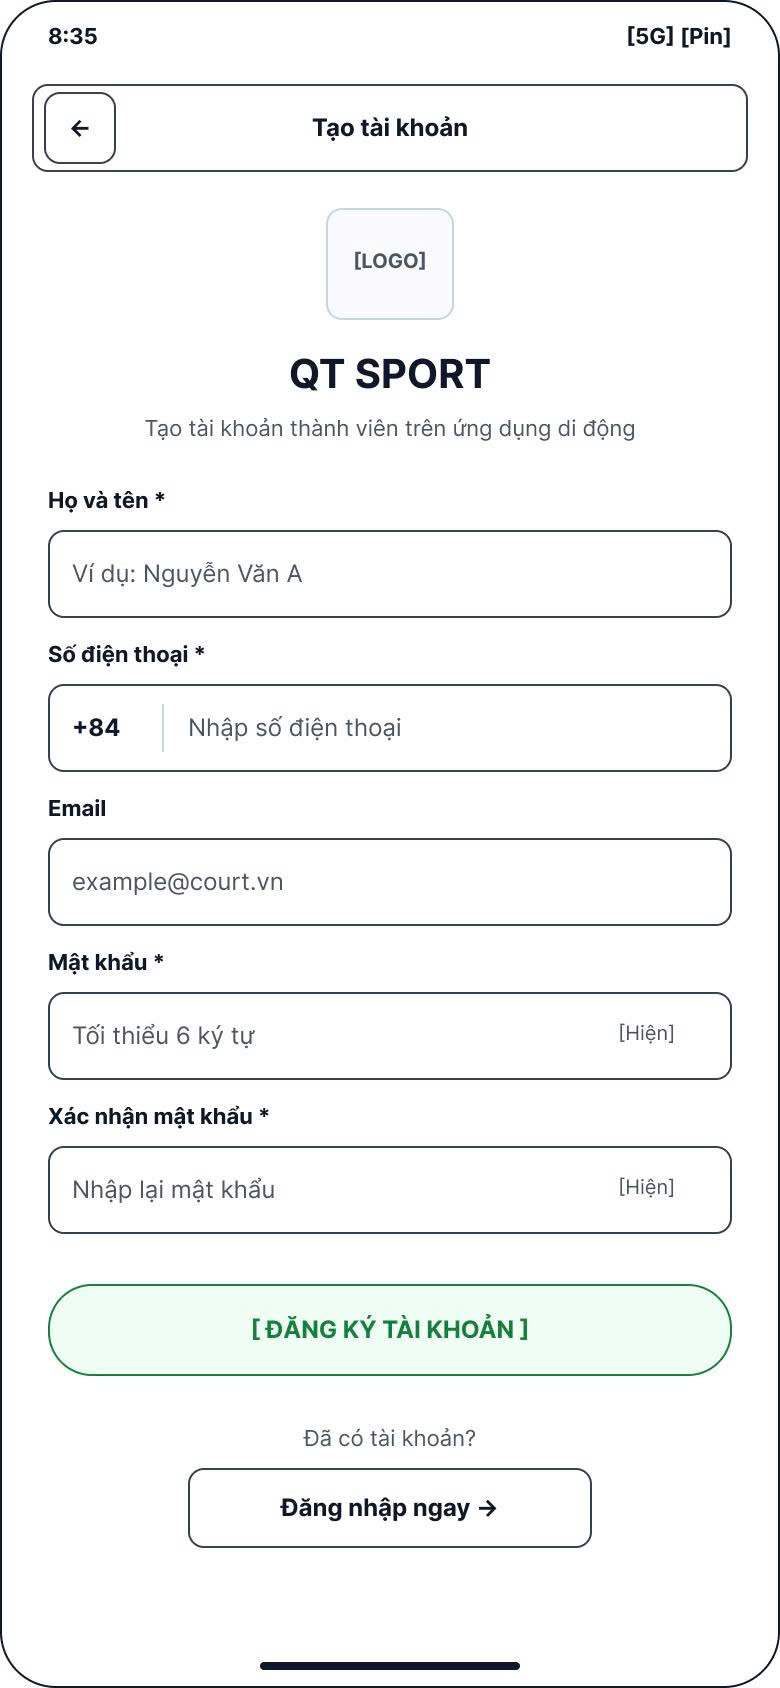 8:35 [5G] [Pin]
← Tạo tài khoản
[LOGO]
QT SPORT
Tạo tài khoản thành viên trên ứng dụng di động
Họ và tên *
Ví dụ: Nguyễn Văn A
Số điện thoại *
+84 Nhập số điện thoại
Email
example@court.vn
Mật khẩu *
Tối thiểu 6 ký tự [Hiện]
Xác nhận mật khẩu *
Nhập lại mật khẩu [Hiện]
[ ĐĂNG KÝ TÀI KHOẢN ]
Đã có tài khoản?
Đăng nhập ngay →